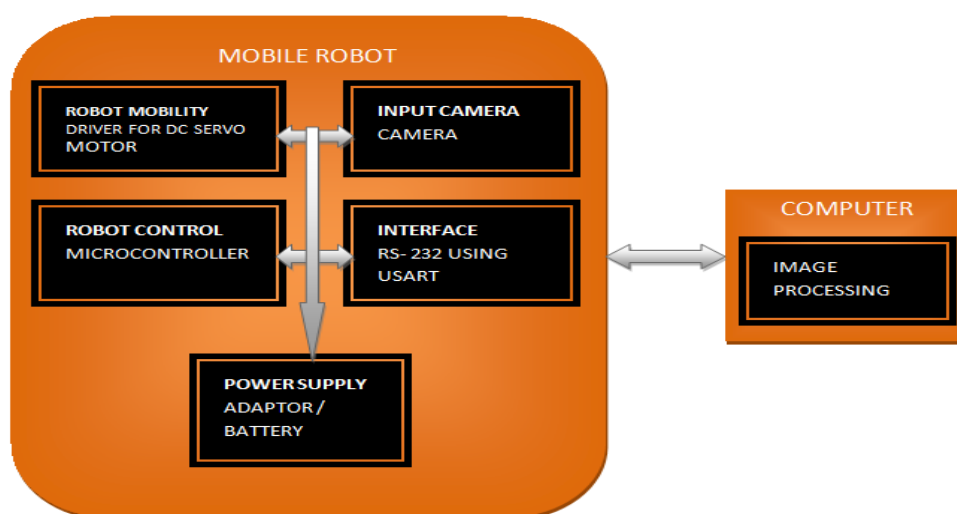 MOBILE ROBOT
ROBOT MOBILITY
DRIVER FOR DC SERVO
MOTOR
INPUT CAMERA
CAMERA
ROBOT CONTROL
MICROCONTROLLER
INTERFACE
RS- 232 USING
USART
POWER SUPPLY
ADAPTOR /
BATTERY
COMPUTER
IMAGE
PROCESSING